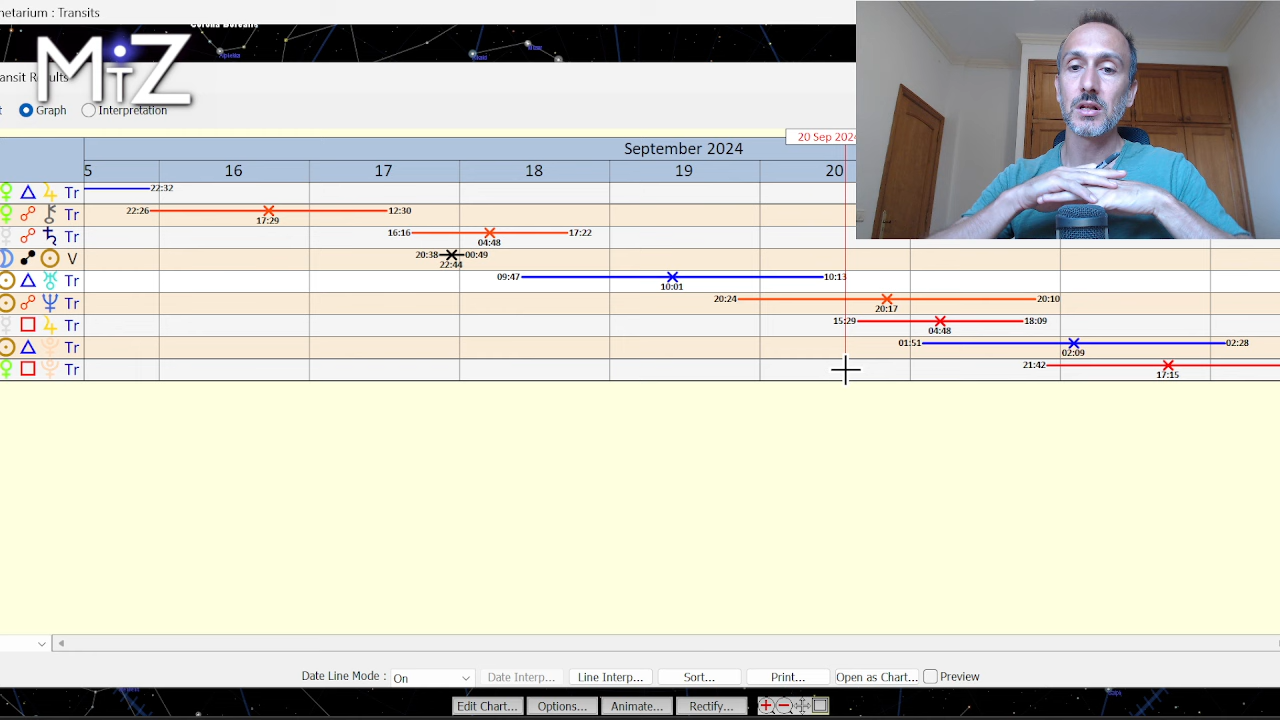 netarium : Transits
Corona Borealis
MTZ
ansit Results
t Graph Interpretation
20 Sep 2024
September 2024
5 16 17 18 19 20
Tr 22:32
Tr 22:26 17:29 12:30
Tr 16:16 04:48 17:22
V 20:38 22:44 00:49
Tr 09:47 10:01 10:13
Tr 20:24 20:17 20:10
Tr 15:29 04:48 18:09
Tr 01:51 02:09 02:28
Tr 21:42 17:15
Date Line Mode : On Date Interp... Line Interp... Sort... Print... Open as Chart... Preview
Edit Chart... Options... Animate... Rectify...